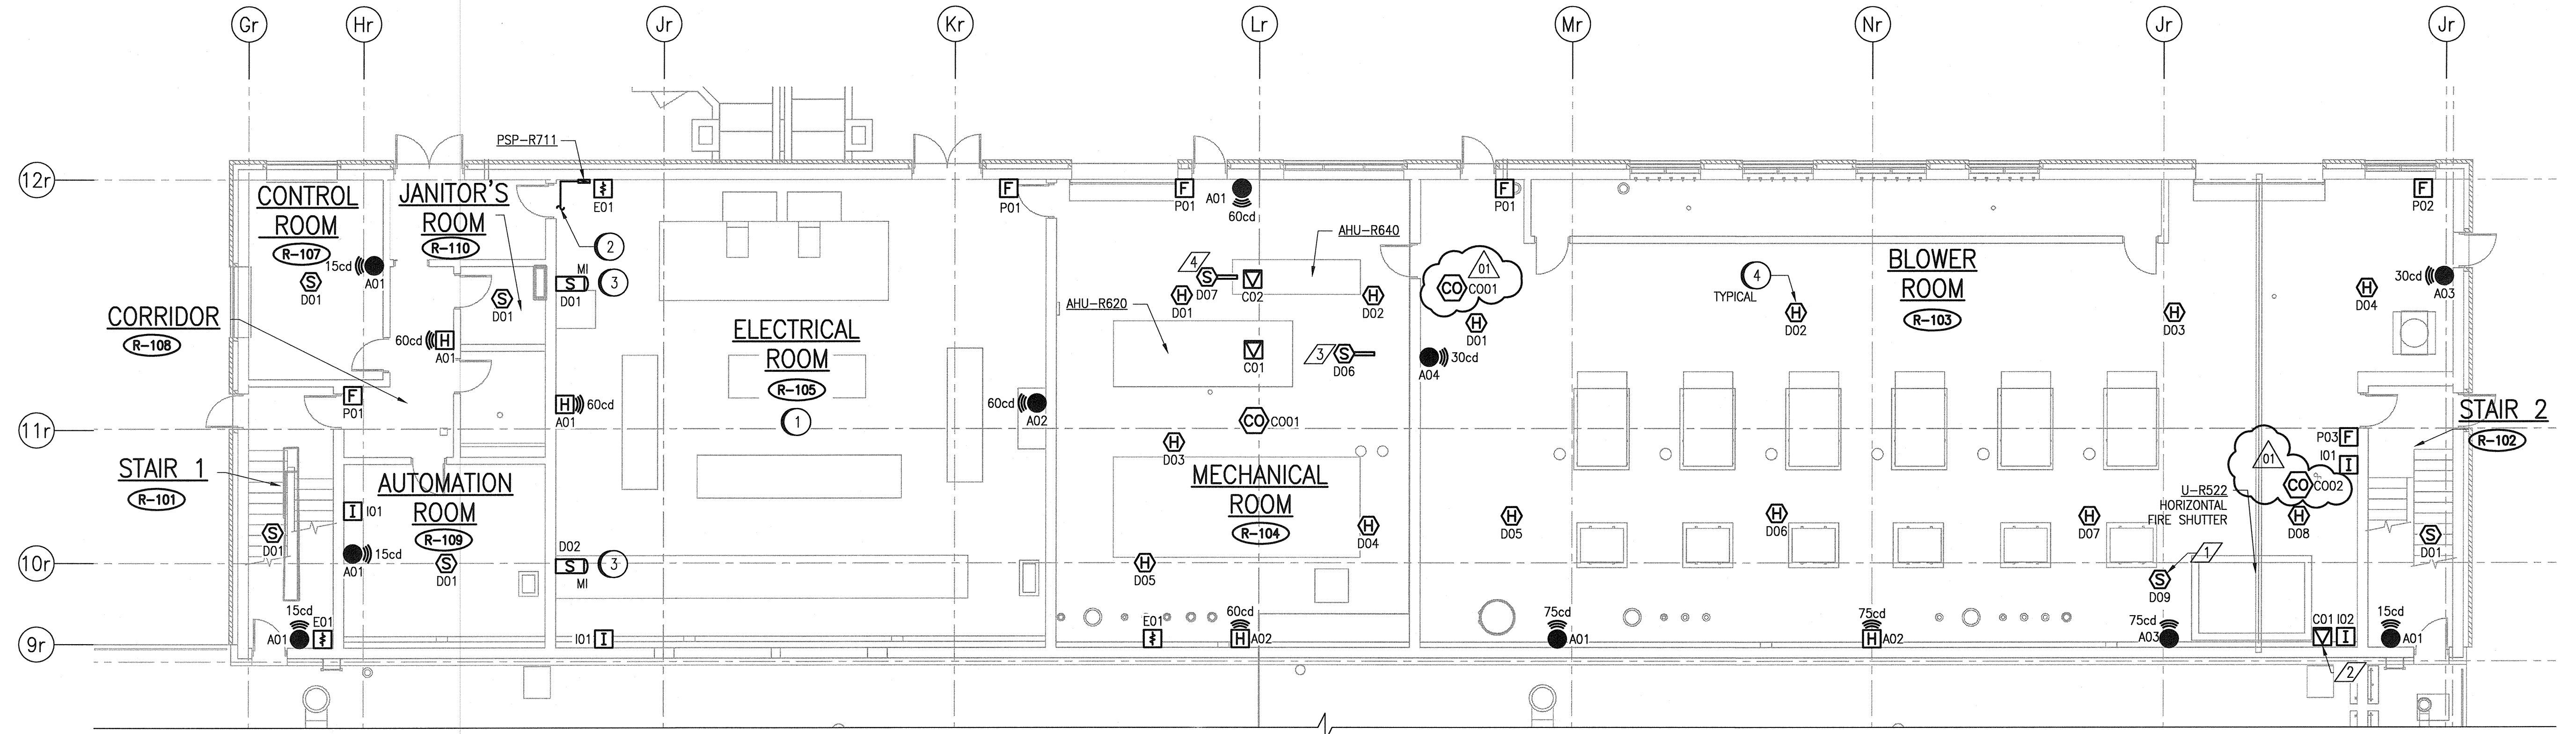 Gr
Hr
Jr
Kr
Lr
Mr
Nr
Jr
Jr
12r
11r
10r
9r
PSP-R711
E01
2
CONTROL
ROOM
R-107
S
D01
15cd
A01
JANITOR'S
ROOM
R-110
S
D01
CORRIDOR
R-108
60cd
H
A01
F
P01
STAIR 1
R-101
S
D01
15cd
A01
E01
AUTOMATION
ROOM
R-109
S
D01
I
I01
15cd
A01
MI
S
D01
3
H
60cd
A01
D02
S
MI
3
I01
I
ELECTRICAL
ROOM
R-105
1
60cd
A02
F
P01
F
P01
A01
60cd
AHU-R640
4
S
D07
C02
H
D01
H
D02
AHU-R620
C01
3
S
D06
CO
CO01
H
D03
MECHANICAL
ROOM
R-104
H
D04
H
D05
E01
60cd
H
A02
F
P01
01
CO
CO01
H
D01
30cd
A04
4
TYPICAL
H
D02
BLOWER
ROOM
R-103
H
D03
H
D04
F
P02
30cd
A03
STAIR 2
R-102
P03
F
I01
I
01
CO
CO02
U-R522
HORIZONTAL
FIRE SHUTTER
H
D05
H
D06
H
D07
H
D08
S
D01
1
S
D09
75cd
A01
75cd
H
A02
75cd
A03
C01
I02
I
2
15cd
A01